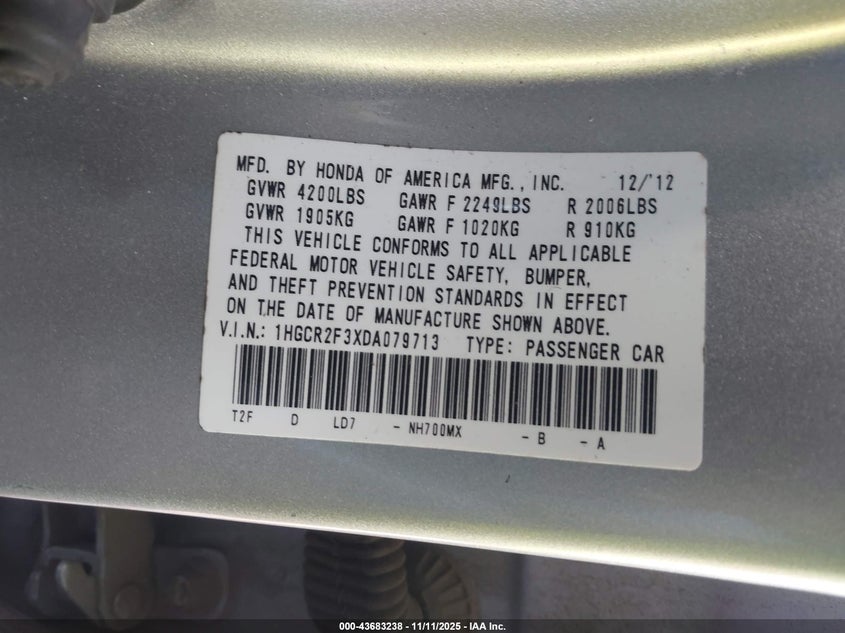 MFD. BY HONDA OF AMERICA MFG., INC. 12/'12
GVWR 4200LBS GAWR F 2249LBS R 2006LBS
GVWR 1905KG GAWR F 1020KG R 910KG
THIS VEHICLE CONFORMS TO ALL APPLICABLE
FEDERAL MOTOR VEHICLE SAFETY, BUMPER,
AND THEFT PREVENTION STANDARDS IN EFFECT
ON THE DATE OF MANUFACTURE SHOWN ABOVE.
V.I.N.: 1HGCR2F3XDA079713 TYPE: PASSENGER CAR
T2F D LD7 - NH700MX - B - A
000-43683238 - 11/11/2025 - IAA Inc.